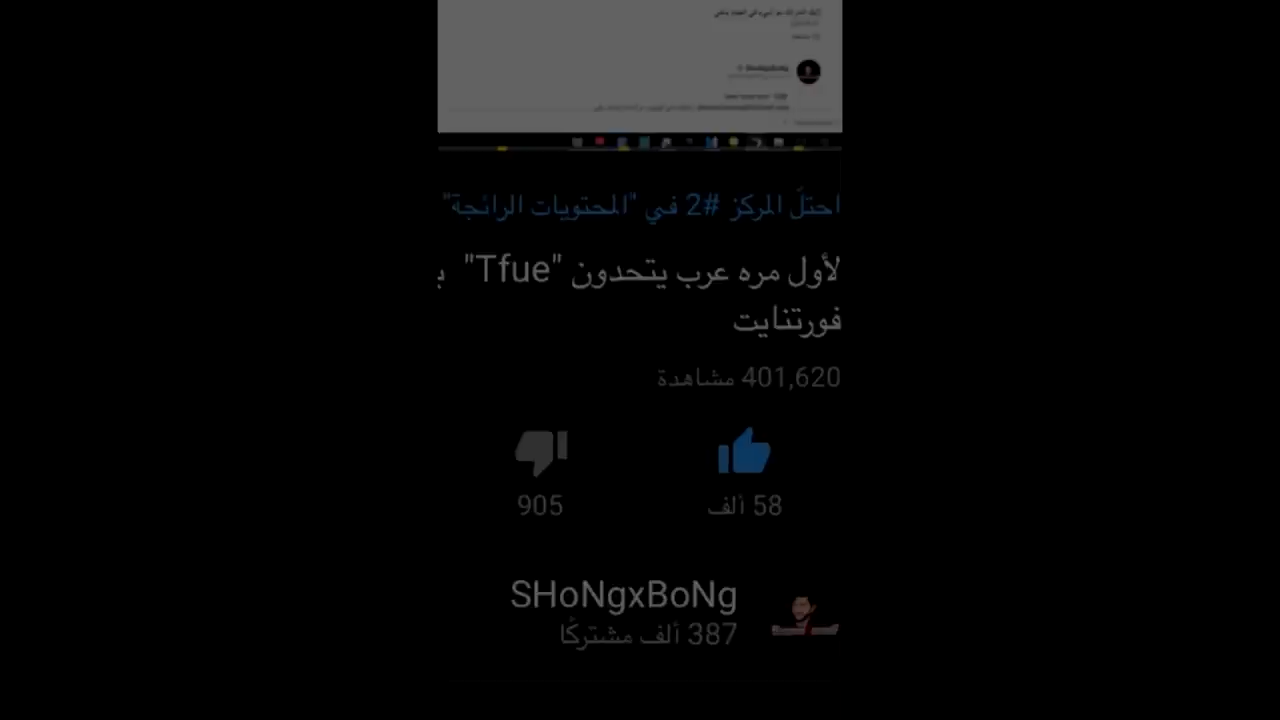 SHoNgxBoNg
احتلّ المركز #2 في "المحتويات الرائجة"
لأول مره عرب يتحدون "Tfue"
فورتنايت
401,620 مشاهدة
58 ألف
905
SHoNgxBoNg
387 ألف مشتركًا